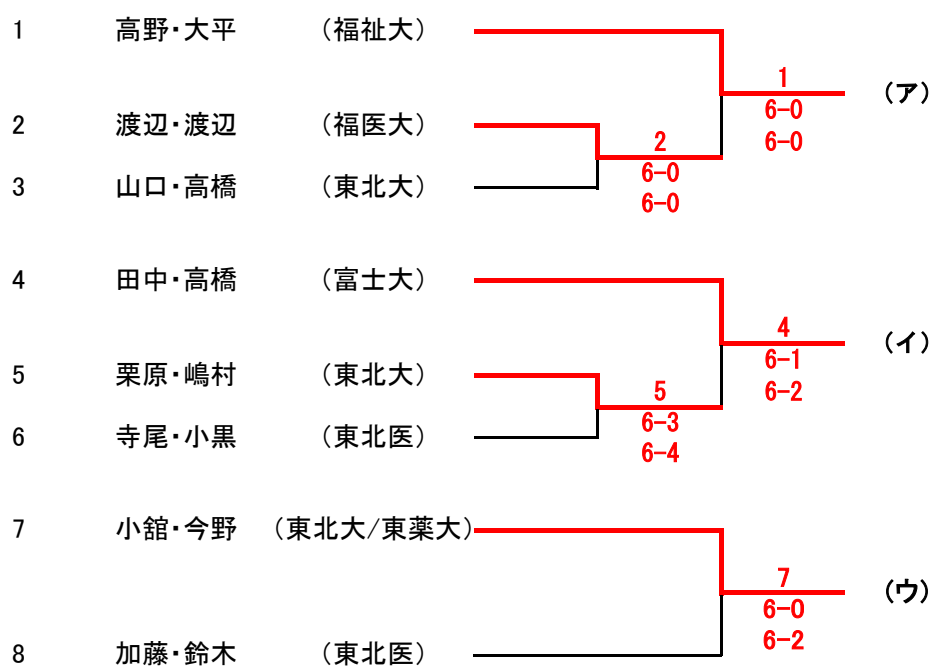 1 高野・大平 (福祉大)
1
(ア)
6-0
6-0
2 渡辺・渡辺 (福医大)
2
6-0
6-0
3 山口・高橋 (東北大)
4 田中・高橋 (富士大)
4
(イ)
6-1
6-2
5 栗原・嶋村 (東北大)
5
6-3
6-4
6 寺尾・小黒 (東北医)
7 小舘・今野 (東北大/東薬大)
7
(ウ)
6-0
6-2
8 加藤・鈴木 (東北医)